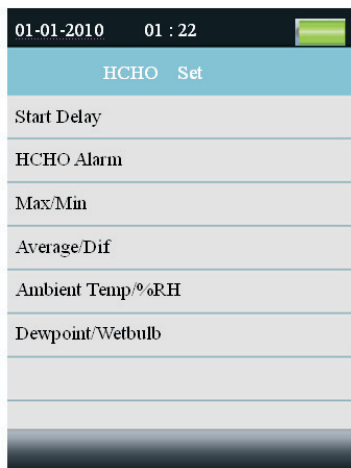 01-01-2010 01 : 22
HCHO Set
Start Delay
HCHO Alarm
Max/Min
Average/Dif
Ambient Temp/%RH
Dewpoint/Wetbulb